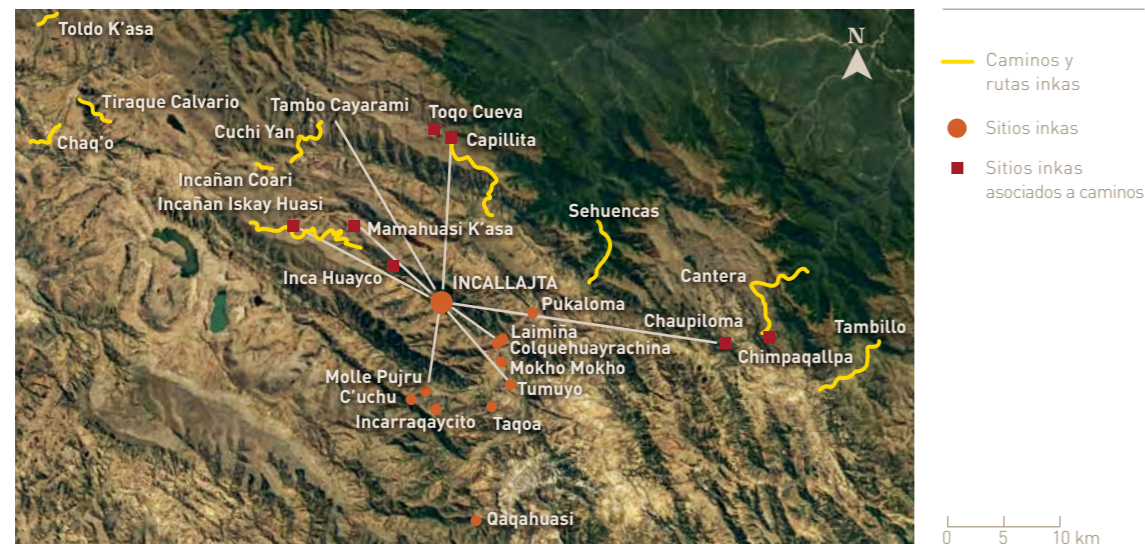 Toldo K'asa
N
Tiraque Calvario
Tambo Cayarami
Toqo Cueva
Cuchi Yan
Chaq'o
Capillita
Incañan Coari
Incañan Iskay Huasi
Sehuencas
Mamahuasi K'asa
Inca Huayco
INCALLAJTA
Cantera
Pukaloma
Chaupiloma
Tambillo
Laimiña
Colquehuayrachina
Chimpaqallpa
Mokho Mokho
Molle Pujru
Tumuyo
C'uchu
Incarraqaycito
Taqoa
Qaqahuasi
Caminos y
rutas inkas
Sitios inkas
Sitios inkas
asociados a caminos
0 5 10 km